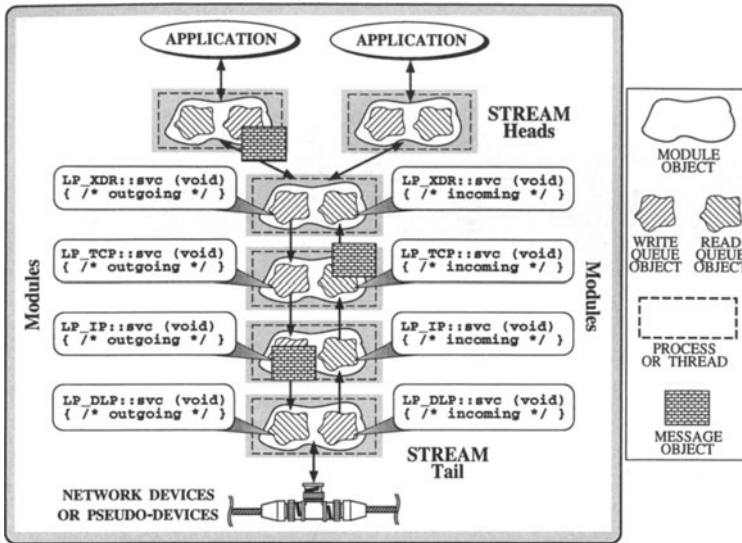 APPLICATION
APPLICATION
STREAM
Heads
LP_XDR::svc (void)
{ /* outgoing */ }
LP_XDR::svc (void)
{ /* incoming */ }
LP_TCP::svc (void)
{ /* outgoing */ }
LP_TCP::svc (void)
{ /* incoming */ }
Modules
Modules
LP_IP::svc (void)
{ /* outgoing */ }
LP_IP::svc (void)
{ /* incoming */ }
LP_DLP::svc (void)
{ /* outgoing */ }
LP_DLP::svc (void)
{ /* incoming */ }
STREAM
Tail
NETWORK DEVICES
OR PSEUDO-DEVICES
MODULE
OBJECT
WRITE
QUEUE
OBJECT
READ
QUEUE
OBJECT
PROCESS
OR THREAD
MESSAGE
OBJECT